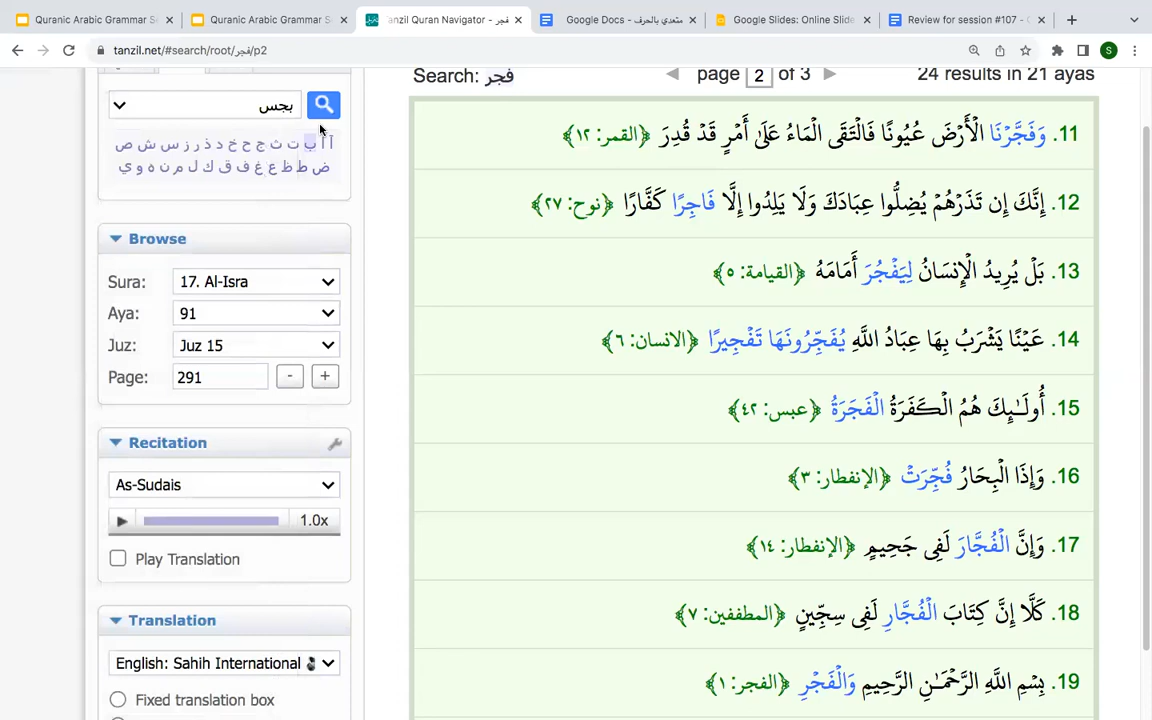 Quranic Arabic Grammar Se
Quranic Arabic Grammar Se
Tanzil Quran Navigator - فجر
متعدي بالحرف - Google Docs
Google Slides: Online Slide
Review for session #107 -
tanzil.net/#search/root/فجر/p2
S
Search: فجر
page 2 of 3
24 results in 21 ayas
بجس
آ أ ب ت ث ج ح خ د ذ ر ز س ش ص
ض ط ظ ع غ ف ق ك ل م ن ه و ي
Browse
Sura: 17. Al-Isra
Aya: 91
Juz: Juz 15
Page: 291 - +
Recitation
As-Sudais
1.0x
Play Translation
Translation
English: Sahih International
Fixed translation box
11. وَفَجَّرْنَا الْأَرْضَ عُيُونًا فَالْتَقَى الْمَاءُ عَلَىٰ أَمْرٍ قَدْ قُدِرَ ﴿القمر: ١٢﴾
12. إِنَّكَ إِن تَذَرْهُمْ يُضِلُّوا عِبَادَكَ وَلَا يَلِدُوا إِلَّا فَاجِرًا كَفَّارًا ﴿نوح: ٢٧﴾
13. بَلْ يُرِيدُ الْإِنسَانُ لِيَفْجُرَ أَمَامَهُ ﴿القيامة: ٥﴾
14. عَيْنًا يَشْرَبُ بِهَا عِبَادُ اللَّهِ يُفَجِّرُونَهَا تَفْجِيرًا ﴿الانسان: ٦﴾
15. أُولَـٰئِكَ هُمُ الْكَفَرَةُ الْفَجَرَةُ ﴿عبس: ٤٢﴾
16. وَإِذَا الْبِحَارُ فُجِّرَتْ ﴿الإنفطار: ٣﴾
17. وَإِنَّ الْفُجَّارَ لَفِي جَحِيمٍ ﴿الإنفطار: ١٤﴾
18. كَلَّا إِنَّ كِتَابَ الْفُجَّارِ لَفِي سِجِّينٍ ﴿المطففين: ٧﴾
19. بِسْمِ اللَّهِ الرَّحْمَـٰنِ الرَّحِيمِ وَالْفَجْرِ ﴿الفجر: ١﴾